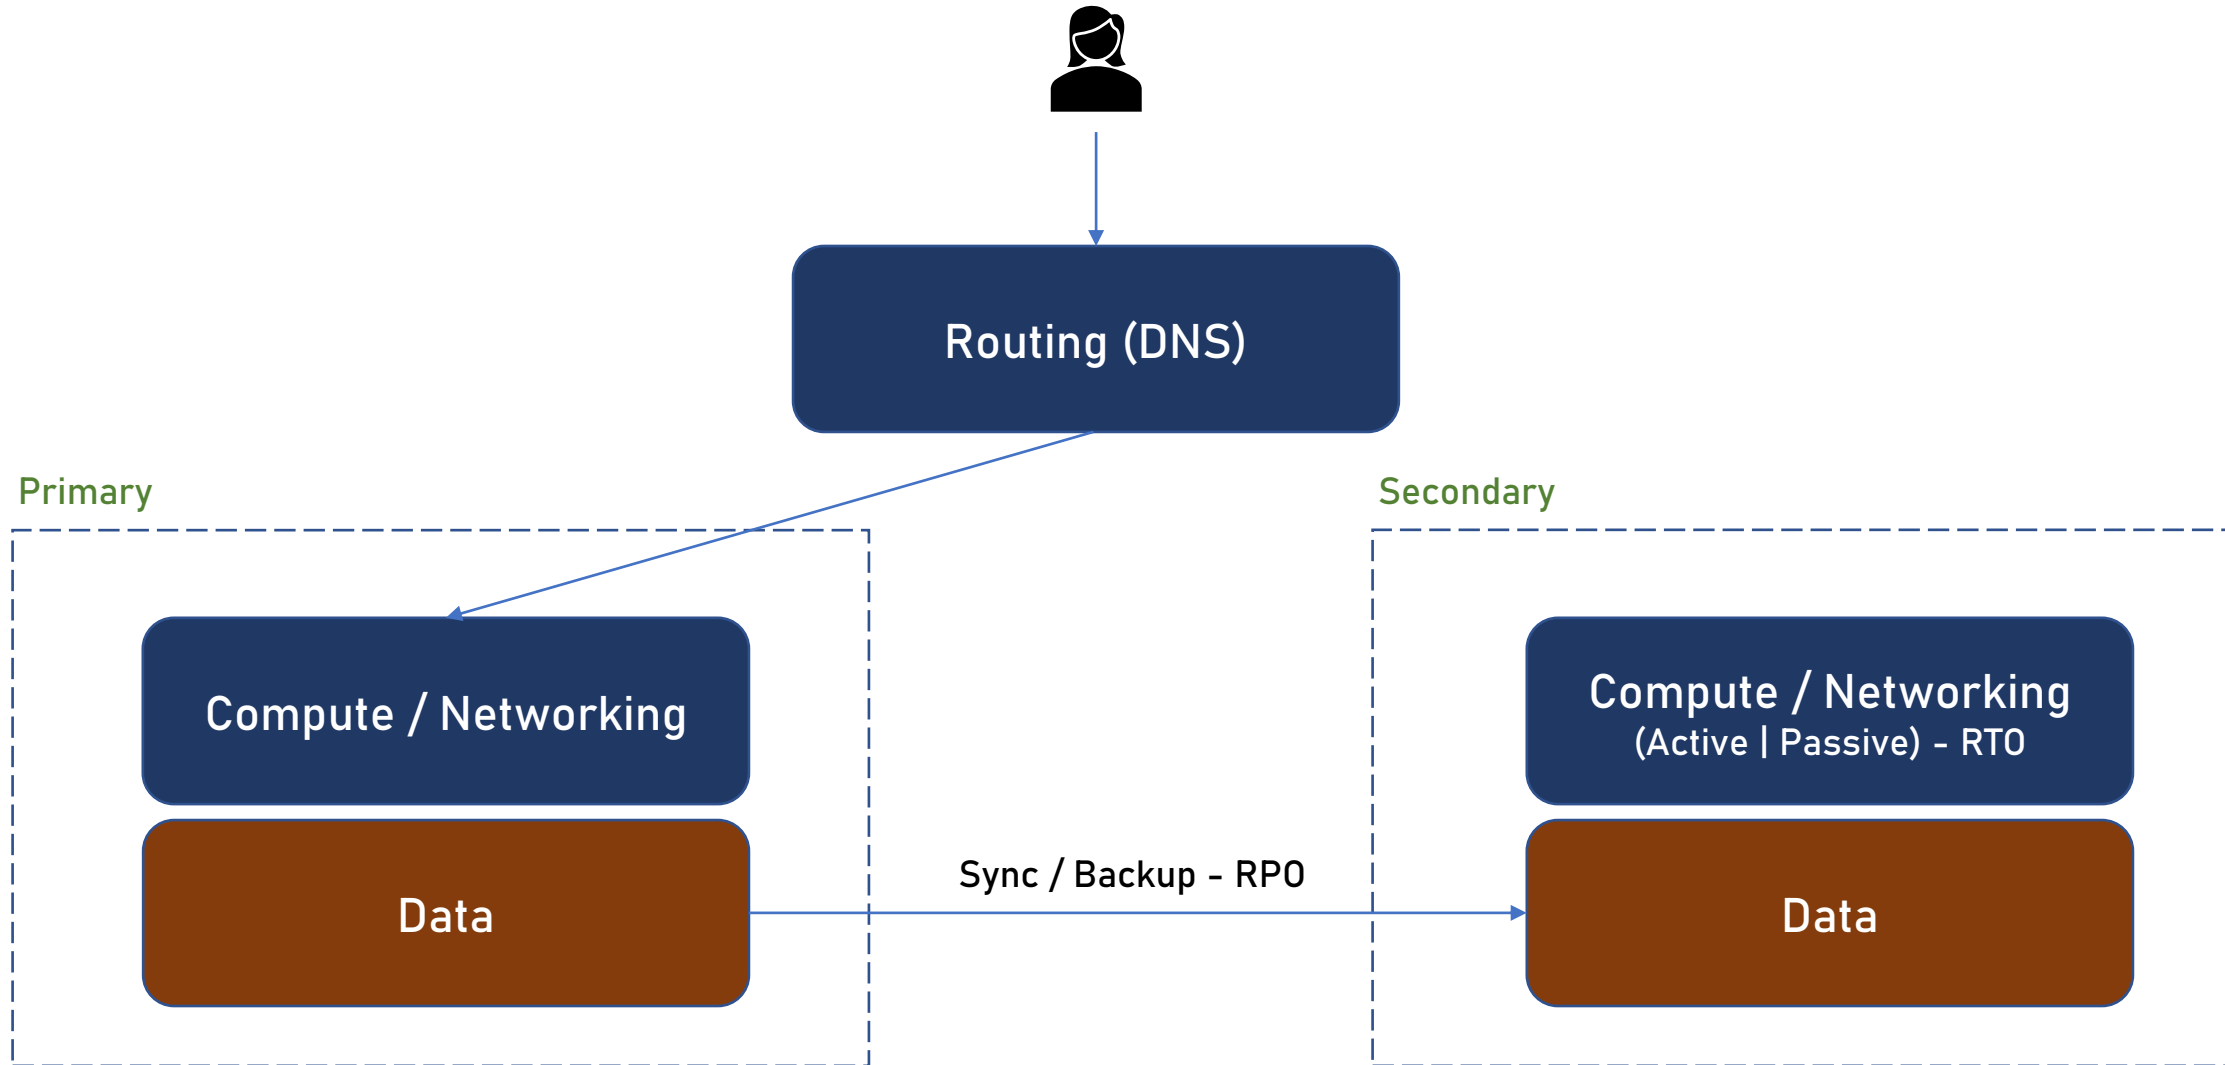 Routing (DNS)
Primary
Secondary
Compute / Networking
Compute / Networking
(Active | Passive) - RTO
Sync / Backup - RPO
Data
Data